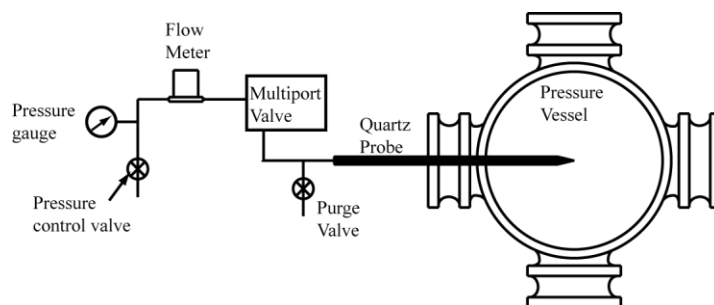 Flow
Meter
Pressure
gauge
Multiport
Valve
Pressure
Vessel
Quartz
Probe
Pressure
control valve
Purge
Valve